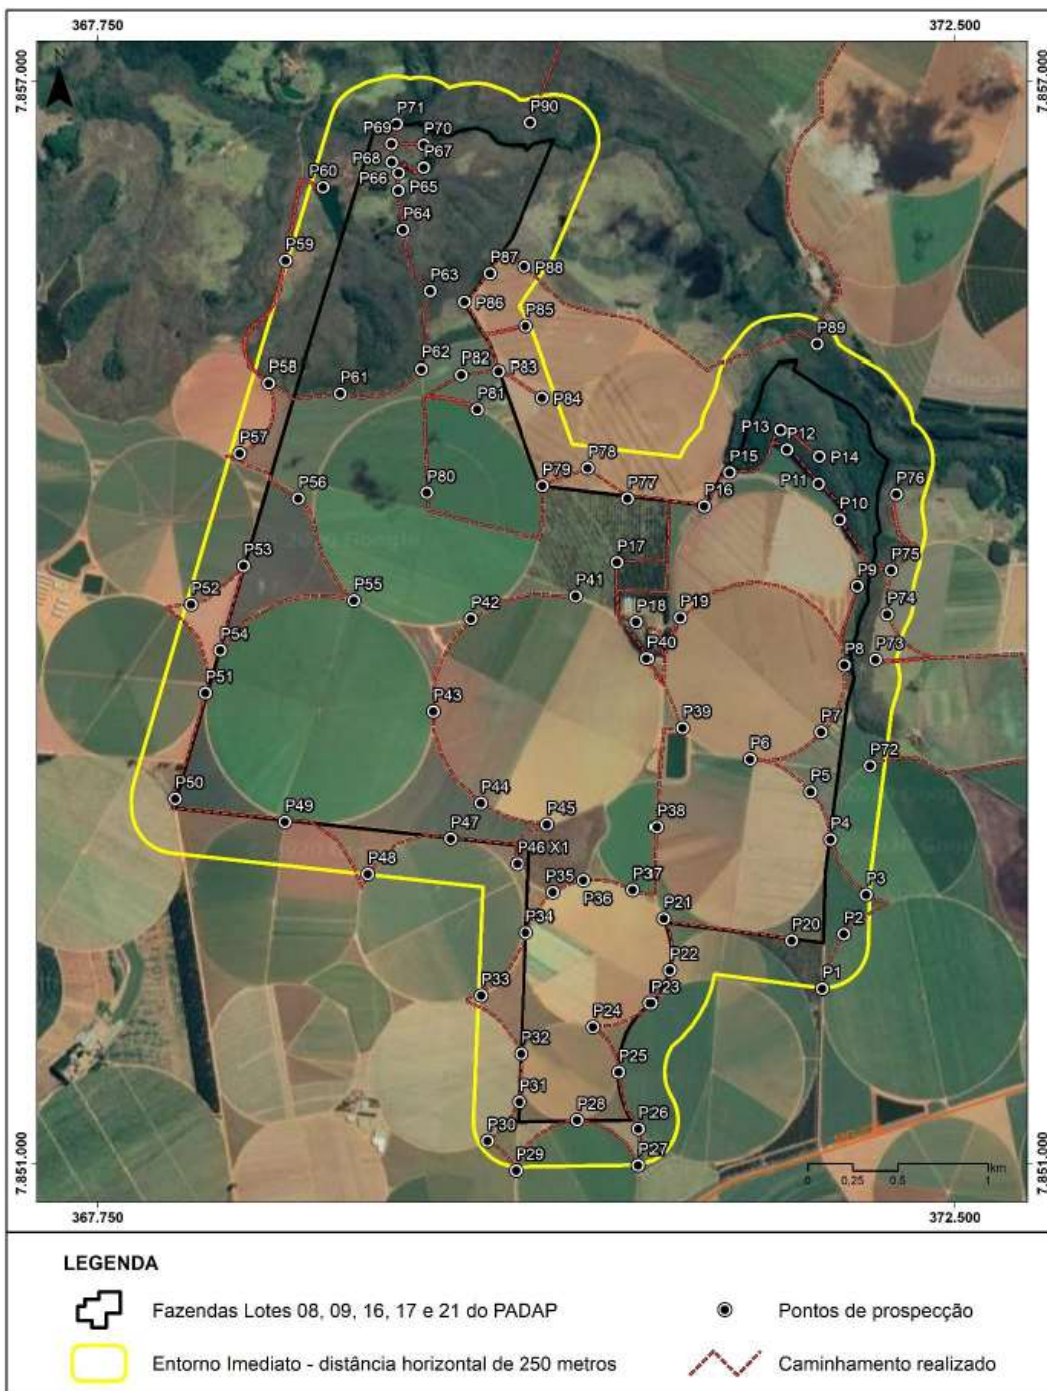 367.750 372.500
7.857.000 7.857.000
N
P71 P90
P69 P70
P68 P67
P66
P60 P65
P64
P59 P87 P88
P63
P86 P85
P89
P62 P82 P83
P58 P61
P81 P84
P13 P12
P57 P78 P15 P14
P79 P11 P76
P56 P80 P77 P16
P10
P53 P17 P75
P41 P9
P52 P55 P74
P42 P18 P19
P54 P40 P8 P73
P51
P43 P39 P7
P6 P72
P50 P5
P44
P49 P45 P38
P47 P4
P46 X1
P48 P35 P37 P3
P36
P34 P21 P20 P2
P22
P33 P1
P23
P24
P32
P25
P31
P28 P26
P30
P29 P27
7.851.000 7.851.000
km
0 0,25 0,5 1
367.750 372.500
LEGENDA
Fazendas Lotes 08, 09, 16, 17 e 21 do PADAP
Pontos de prospecção
Entorno Imediato - distância horizontal de 250 metros
Caminhamento realizado